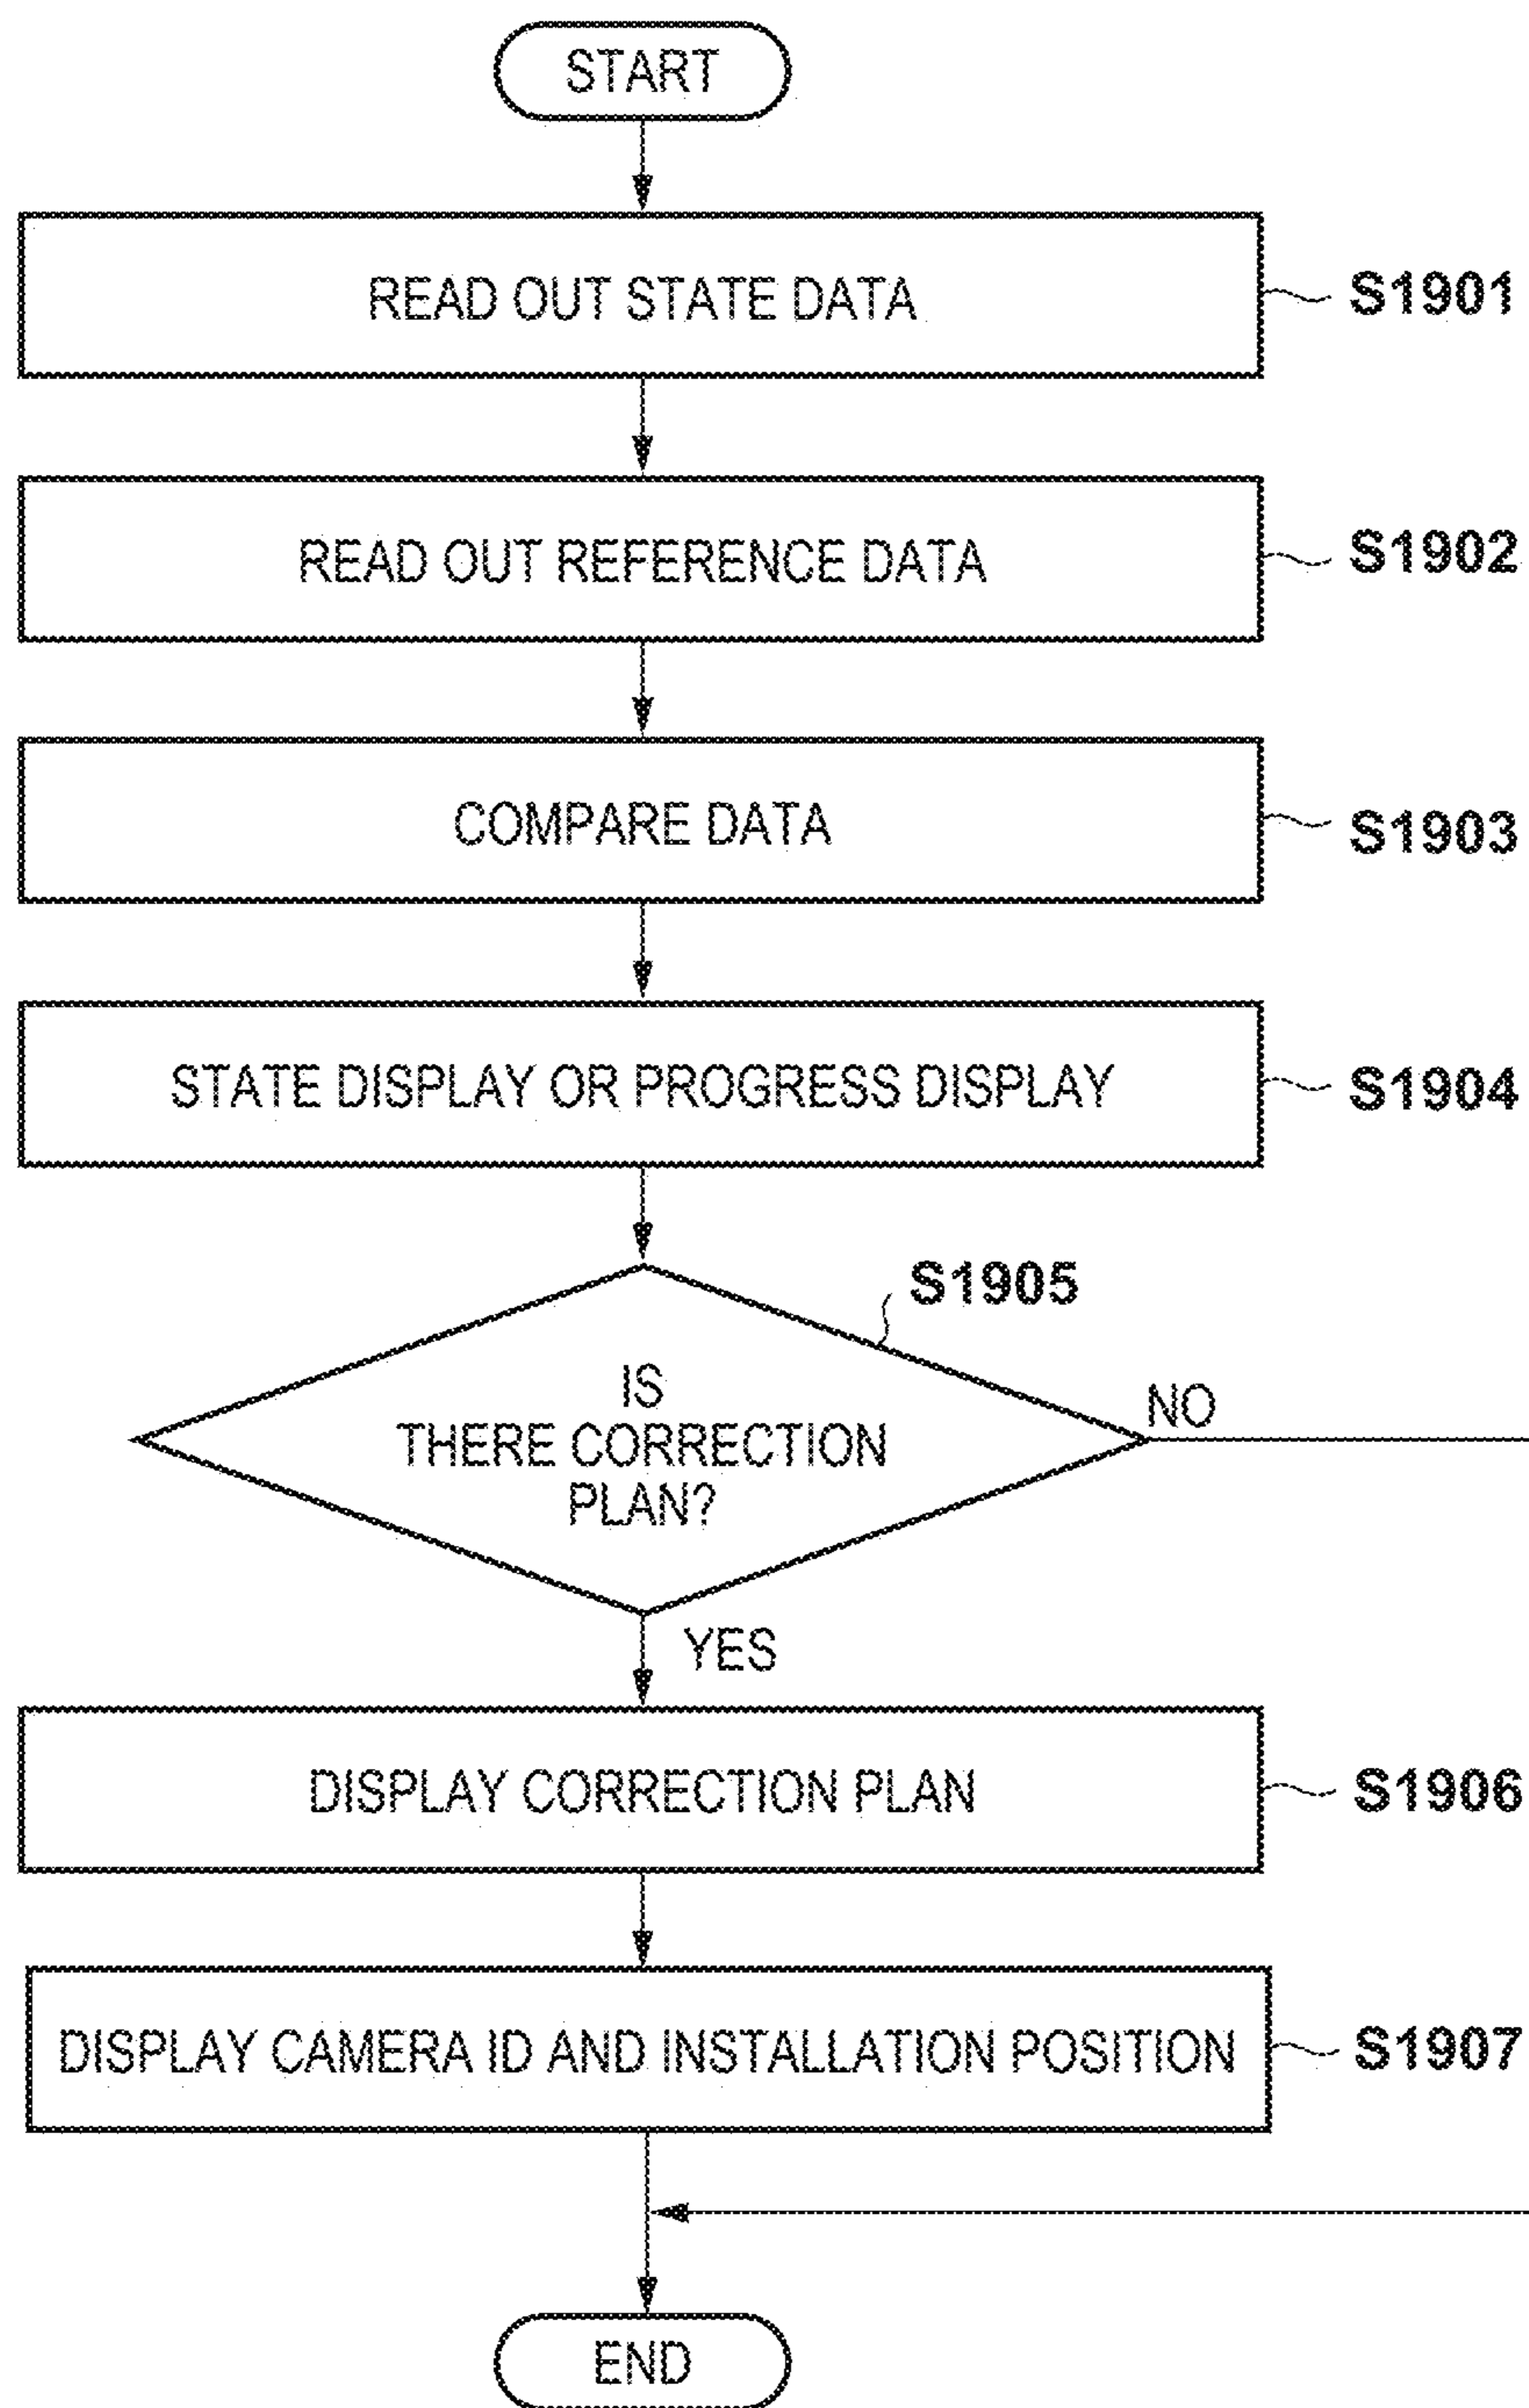 START
READ OUT STATE DATA
S1901
READ OUT REFERENCE DATA
S1902
COMPARE DATA
S1903
STATE DISPLAY OR PROGRESS DISPLAY
S1904
S1905
IS
THERE CORRECTION
PLAN?
NO
YES
DISPLAY CORRECTION PLAN
S1906
DISPLAY CAMERA ID AND INSTALLATION POSITION
S1907
END